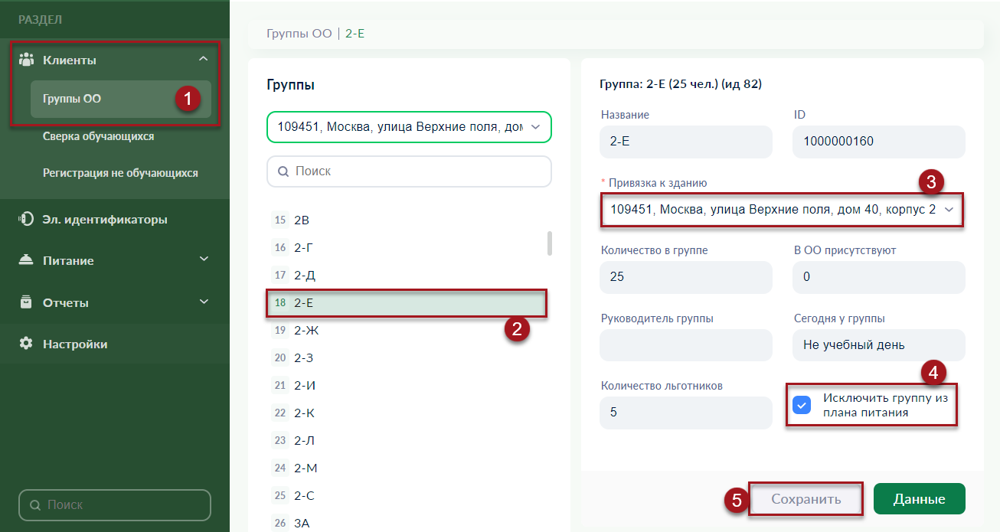 РАЗДЕЛ
Клиенты
Группы ОО
1
Сверка обучающихся
Регистрация не обучающихся
Эл. идентификаторы
Питание
Отчеты
Настройки
Поиск
Группы ОО | 2-Е
Группы
109451, Москва, улица Верхние поля, дом
Поиск
15 2В
16 2-Г
17 2-Д
18 2-Е
2
19 2-Ж
20 2-З
21 2-И
22 2-К
23 2-Л
24 2-М
25 2-С
26 3А
Группа: 2-Е (25 чел.) (ид 82)
Название ID
2-Е 1000000160
* Привязка к зданию 3
109451, Москва, улица Верхние поля, дом 40, корпус 2
Количество в группе В ОО присутствуют
25 0
Руководитель группы Сегодня у группы
Не учебный день
4
Количество льготников
5
Исключить группу из
плана питания
5 Сохранить Данные